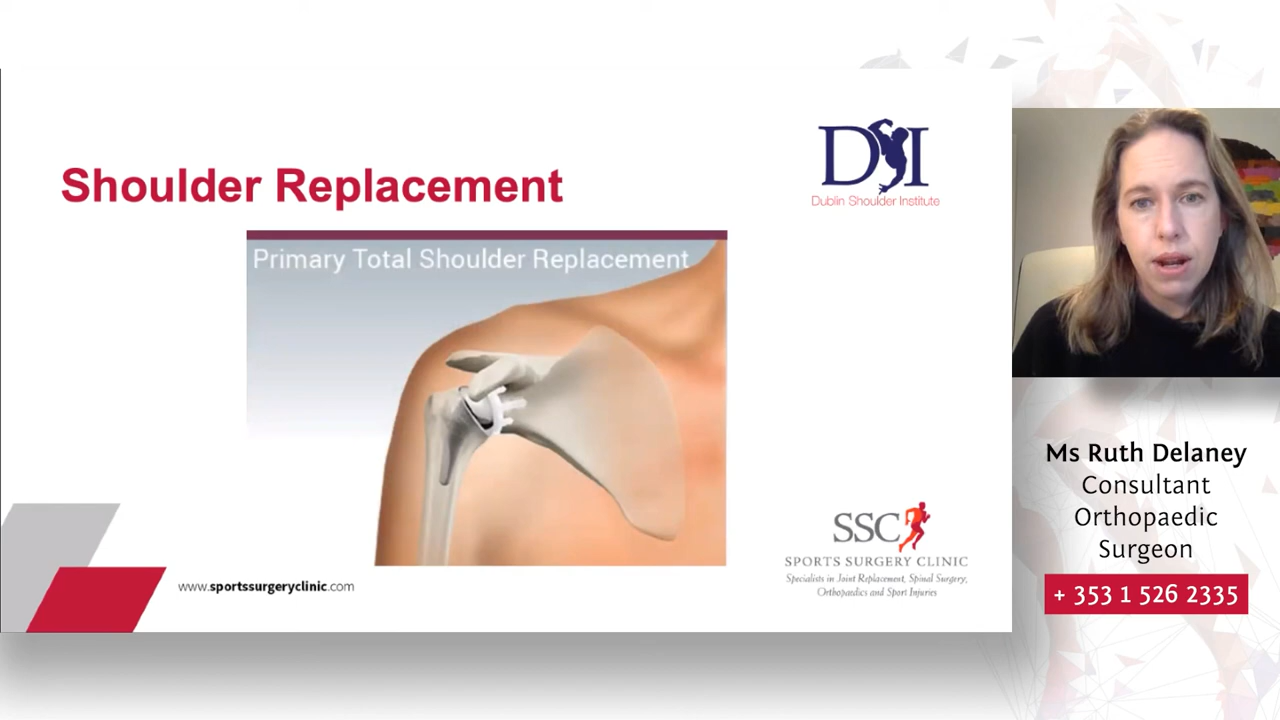 Shoulder Replacement
DSI
Dublin Shoulder Institute
Primary Total Shoulder Replacement
SSC
SPORTS SURGERY CLINIC
Specialists in Joint Replacement, Spinal Surgery,
Orthopaedics and Sport Injuries
www.sportssurgeryclinic.com
Ms Ruth Delaney
Consultant
Orthopaedic
Surgeon
+ 353 1 526 2335